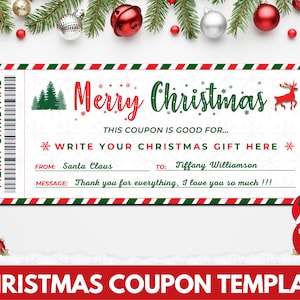 Merry Christmas
THIS COUPON IS GOOD FOR...
WRITE YOUR CHRISTMAS GIFT HERE
FROM: Santa Claus TO: Tiffany Williamson
MESSAGE: Thank you for everything, I love you so much !!!
CHRISTMAS COUPON TEMPLA